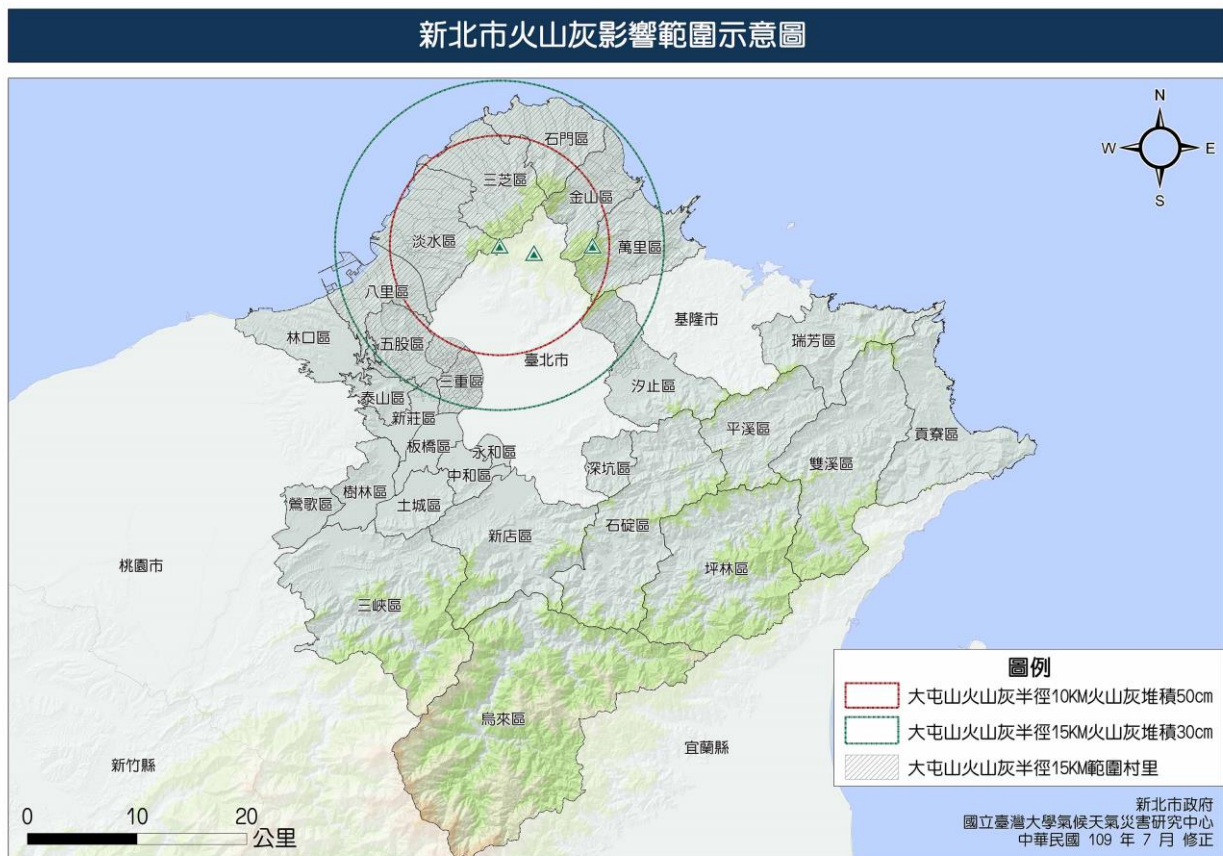 新北市火山灰影響範圍示意圖
N
W
E
S
石門區
三芝區
金山區
淡水區
萬里區
八里區
林口區
五股區
基隆市
瑞芳區
臺北市
三重區
汐止區
泰山區
新莊區
平溪區
貢寮區
板橋區
永和區
雙溪區
中和區
深坑區
樹林區
鶯歌區
土城區
石碇區
新店區
桃園市
坪林區
三峽區
烏來區
宜蘭縣
新竹縣
圖例
大屯山火山灰半徑10KM火山灰堆積50cm
大屯山火山灰半徑15KM火山灰堆積30cm
大屯山火山灰半徑15KM範圍村里
0 10 20
公里
新北市政府
國立臺灣大學氣候天氣災害研究中心
中華民國 109 年 7 月 修正